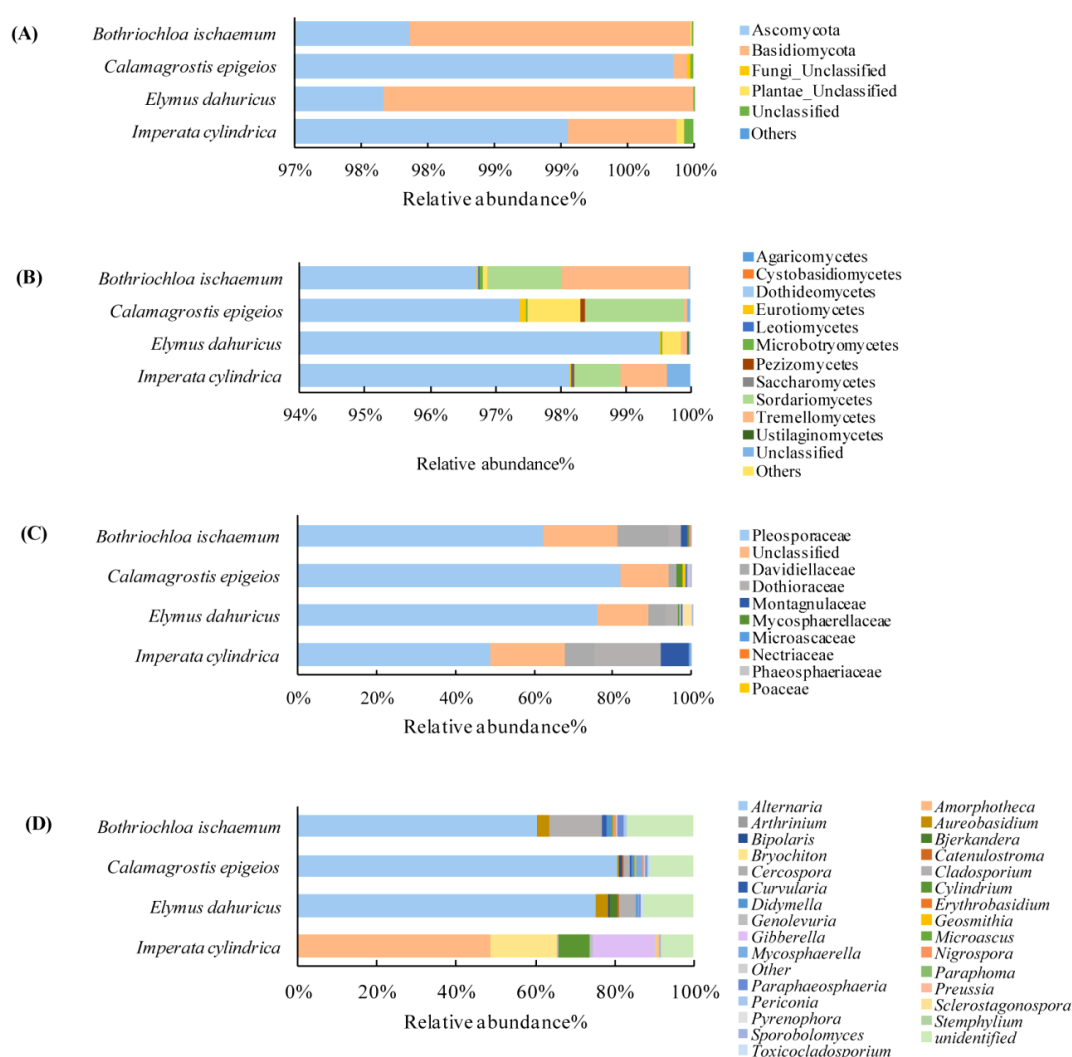 (A)
Bothriochloa ischaemum
Calamagrostis epigeios
Elymus dahuricus
Imperata cylindrica
97% 98% 98% 99% 99% 100% 100%
Relative abundance%
Ascomycota
Basidiomycota
Fungi_Unclassified
Plantae_Unclassified
Unclassified
Others
(B)
Bothriochloa ischaemum
Calamagrostis epigeios
Elymus dahuricus
Imperata cylindrica
94% 95% 96% 97% 98% 99% 100%
Relative abundance%
Agaricomycetes
Cystobasidiomycetes
Dothideomycetes
Eurotiomycetes
Leotiomycetes
Microbotryomycetes
Pezizomycetes
Saccharomycetes
Sordariomycetes
Tremellomycetes
Ustilaginomycetes
Unclassified
Others
(C)
Bothriochloa ischaemum
Calamagrostis epigeios
Elymus dahuricus
Imperata cylindrica
0% 20% 40% 60% 80% 100%
Relative abundance%
Pleosporaceae
Unclassified
Davidiellaceae
Dothioraceae
Montagnulaceae
Mycosphaerellaceae
Microascaceae
Nectriaceae
Phaeosphaeriaceae
Poaceae
(D)
Bothriochloa ischaemum
Calamagrostis epigeios
Elymus dahuricus
Imperata cylindrica
0% 20% 40% 60% 80% 100%
Relative abundance%
Alternaria
Arthrinium
Bipolaris
Bryochiton
Cercospora
Curvularia
Didymella
Genolevuria
Gibberella
Mycosphaerella
Other
Paraphaeosphaeria
Periconia
Pyrenophora
Sporobolomyces
Toxicocladosporium
Amorphotheca
Aureobasidium
Bjerkandera
Catenulostroma
Cladosporium
Cylindrium
Erythrobasidium
Geosmithia
Microascus
Nigrospora
Paraphoma
Preussia
Sclerostagonospora
Stemphylium
unidentified